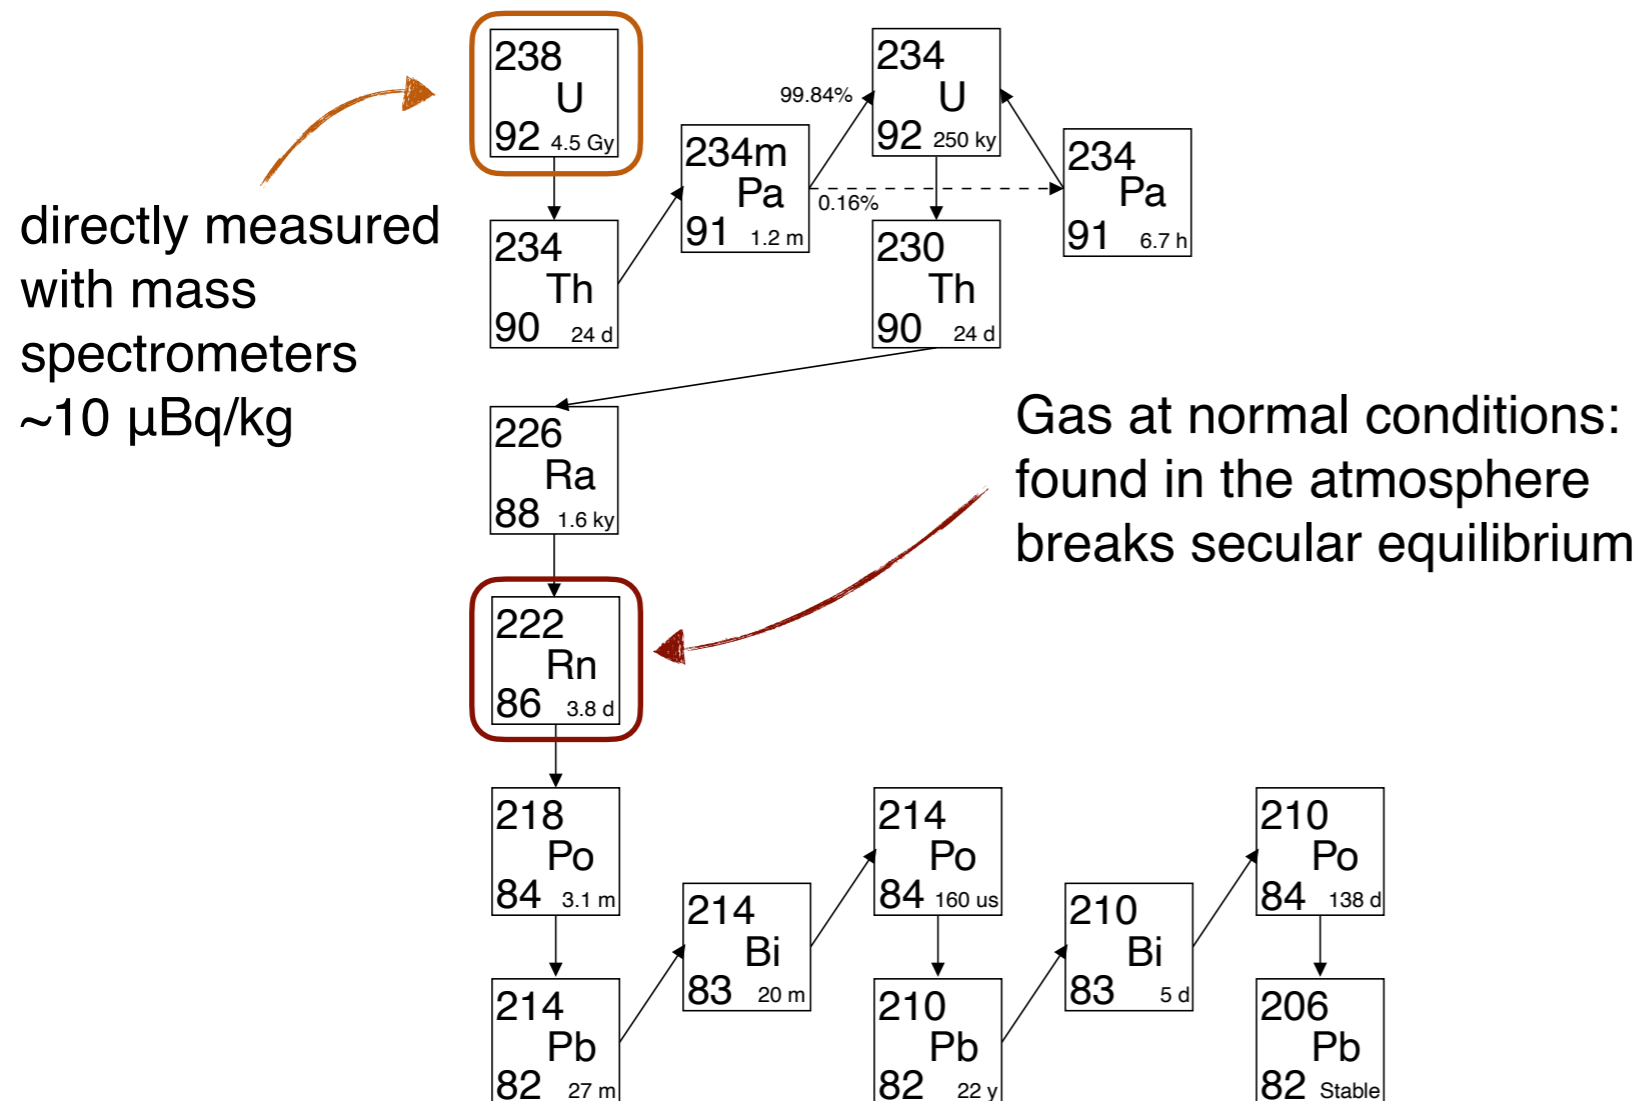 238
U
92 4.5 Gy
234
U
92 250 ky
99.84%
234m
Pa
91 1.2 m
234
Pa
91 6.7 h
0.16%
directly measured
with mass
spectrometers
~10 µBq/kg
234
Th
90 24 d
230
Th
90 24 d
226
Ra
88 1.6 ky
Gas at normal conditions:
found in the atmosphere
breaks secular equilibrium
222
Rn
86 3.8 d
218
Po
84 3.1 m
214
Po
84 160 us
210
Po
84 138 d
214
Bi
83 20 m
210
Bi
83 5 d
214
Pb
82 27 m
210
Pb
82 22 y
206
Pb
82 Stable